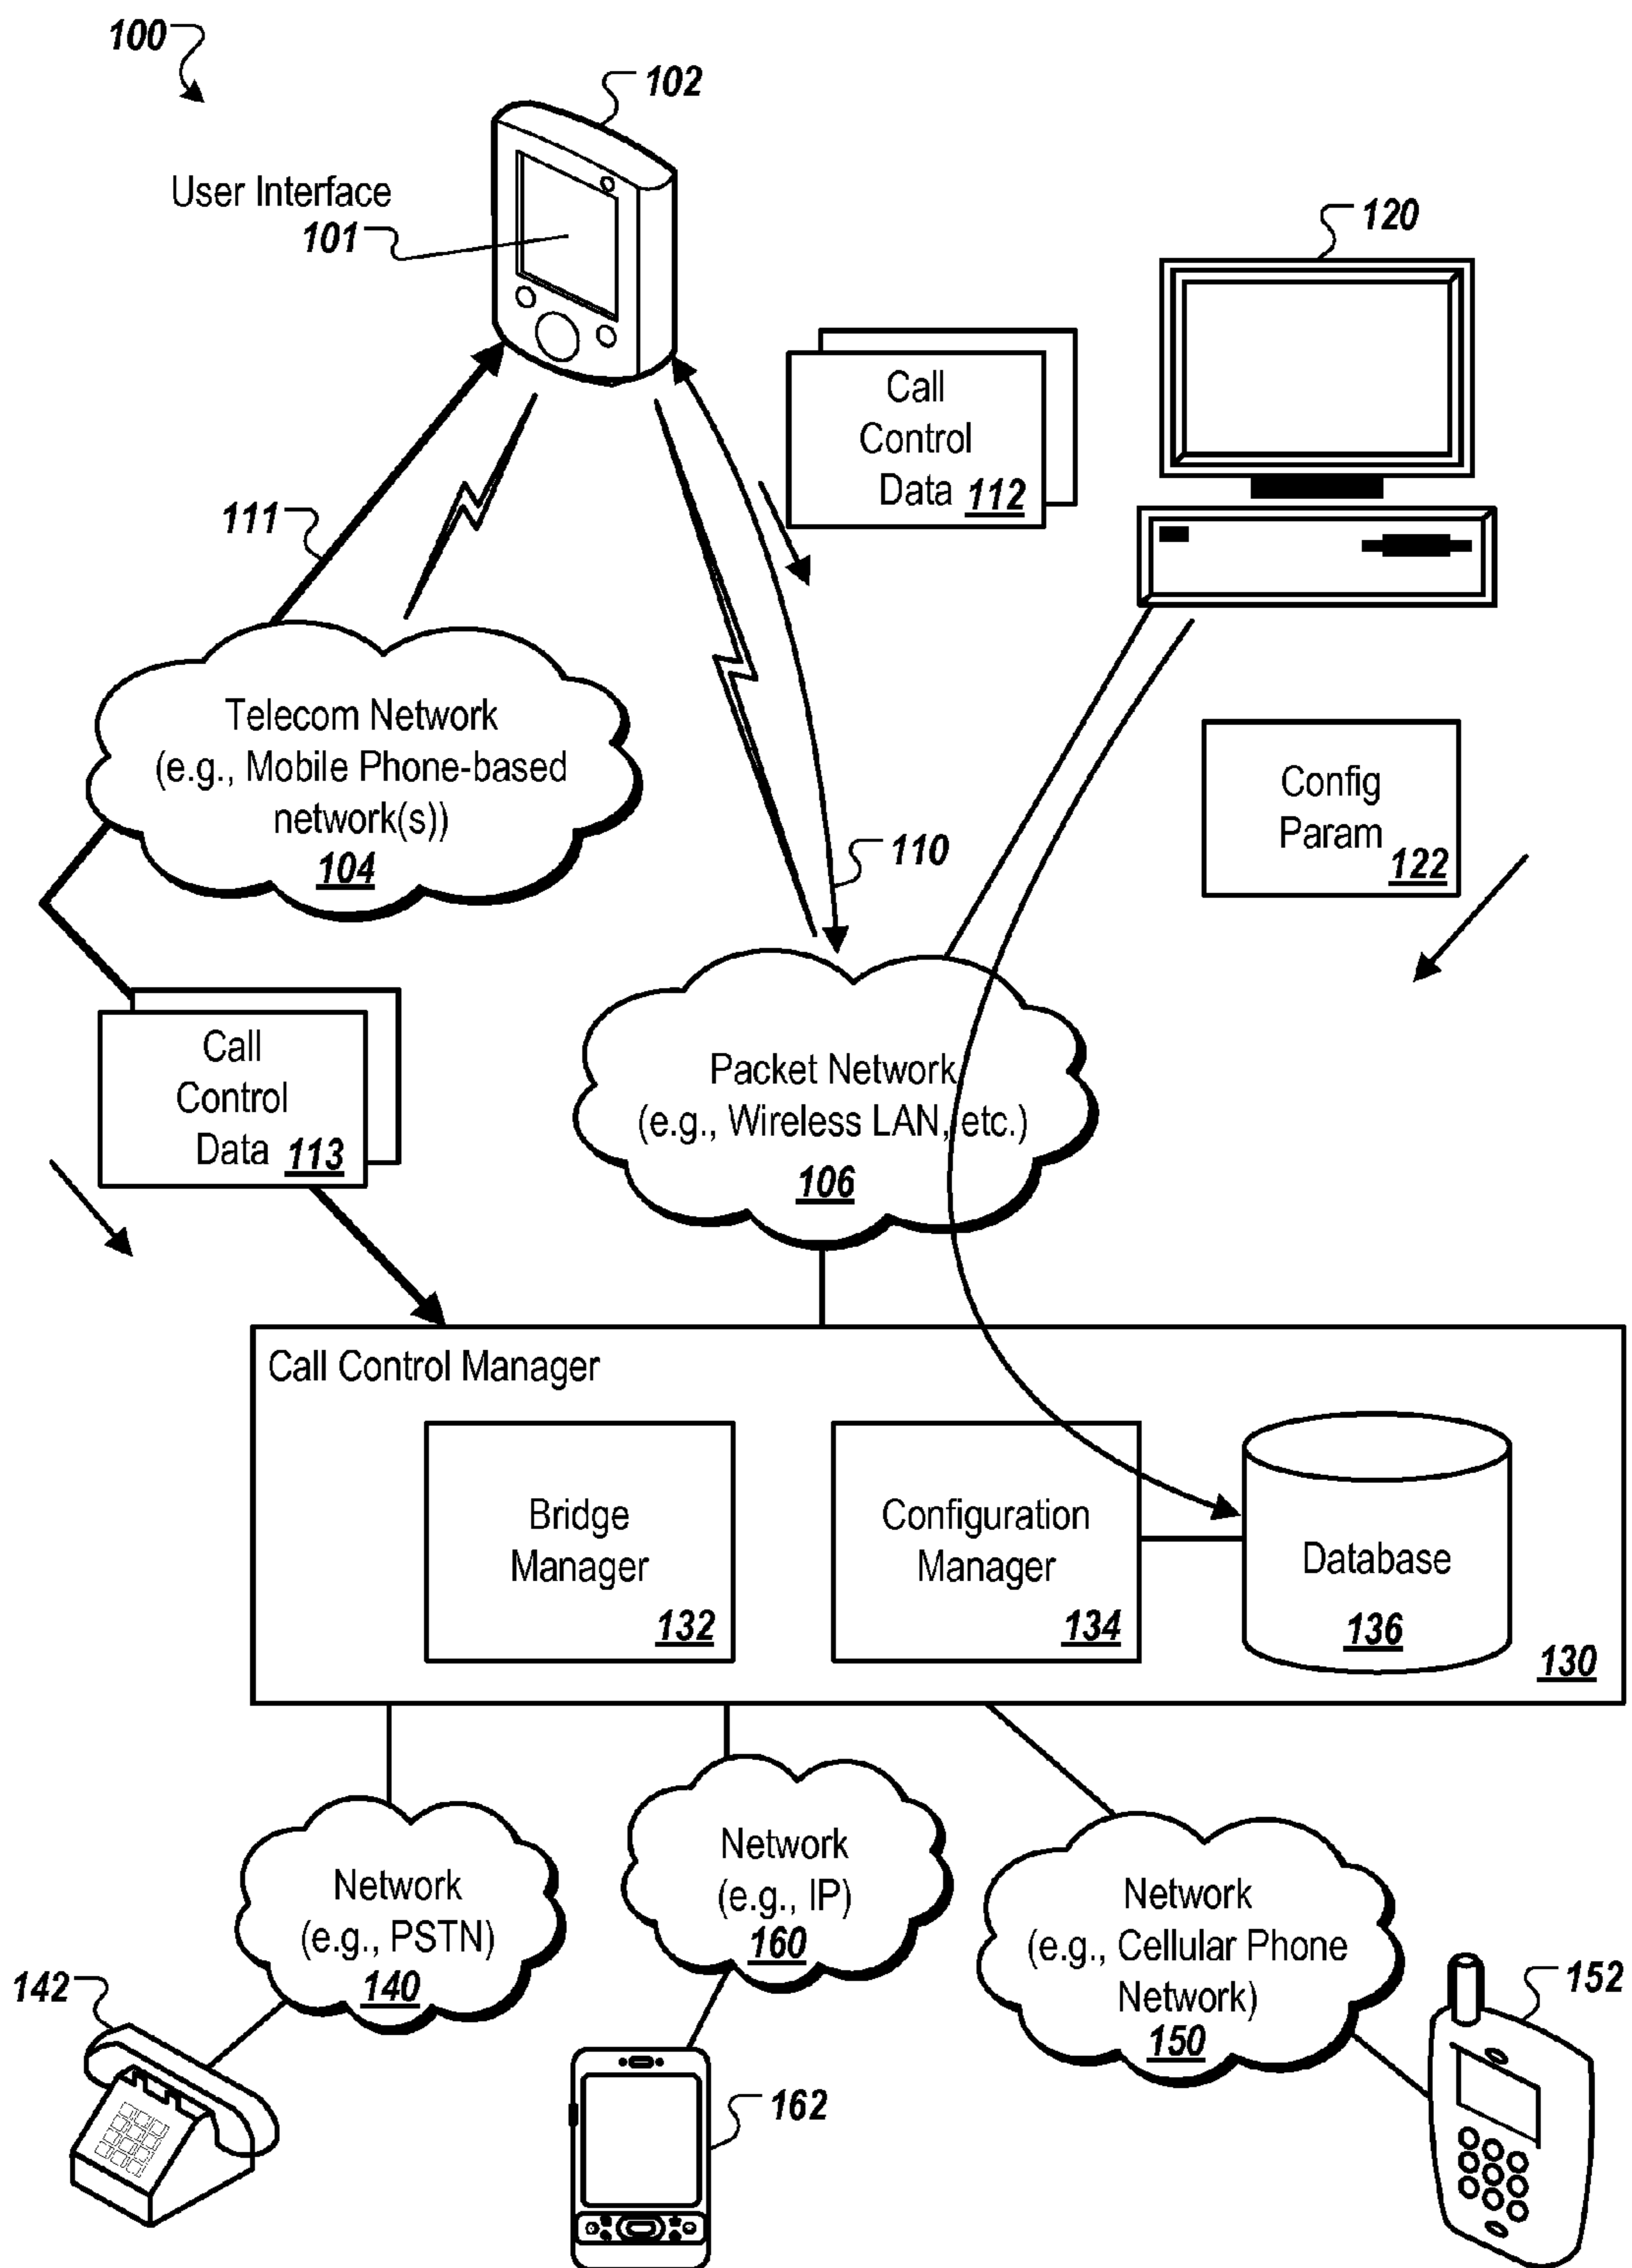 100
102
User Interface
101
120
Call
Control
Data 112
111
Telecom Network
(e.g., Mobile Phone-based
network(s))
104
Config
Param
122
110
Call
Control
Data 113
Packet Network
(e.g., Wireless LAN, etc.)
106
Call Control Manager
Bridge
Manager
132
Configuration
Manager
134
Database
136
130
Network
(e.g., PSTN)
140
Network
(e.g., IP)
160
Network
(e.g., Cellular Phone
Network)
150
142
152
162